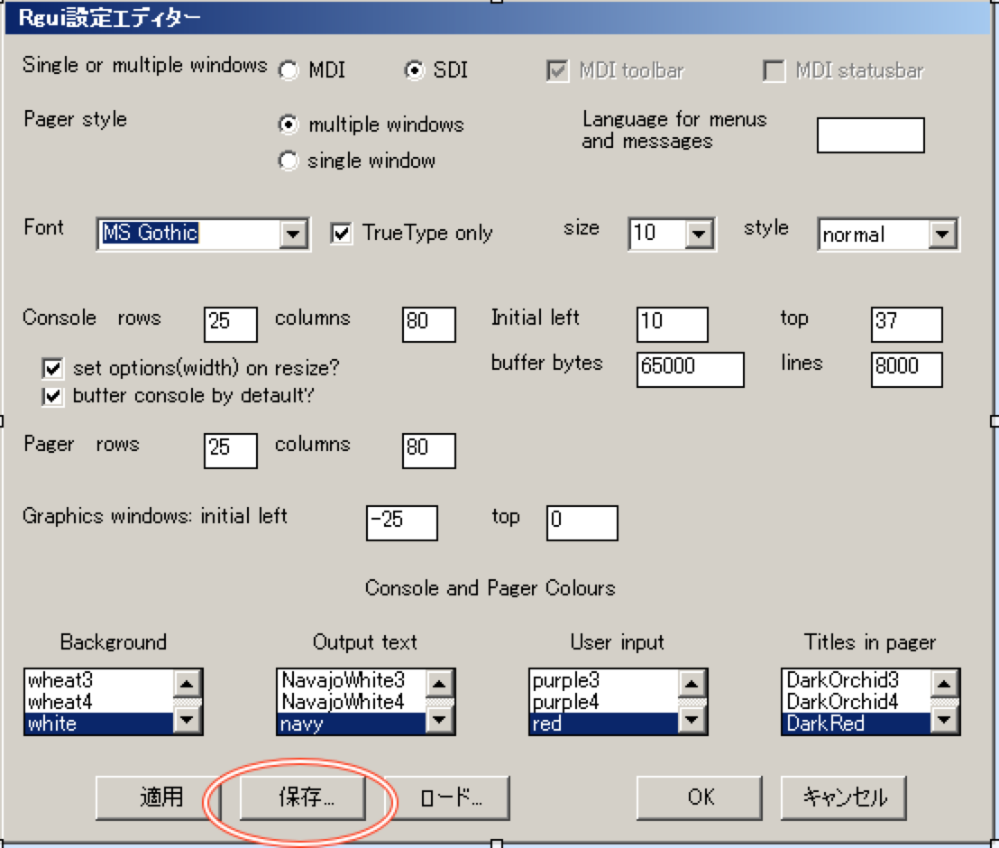 Rgui設定エディター
Single or multiple windows MDI SDI MDI toolbar MDI statusbar
Pager style multiple windows Language for menus
and messages
single window
Font MS Gothic TrueType only size 10 style normal
Console rows 25 columns 80 Initial left 10 top 37
set options(width) on resize? buffer bytes 65000 lines 8000
buffer console by default?
Pager rows 25 columns 80
Graphics windows: initial left -25 top 0
Console and Pager Colours
Background Output text User input Titles in pager
wheat3 NavajoWhite3 purple3 DarkOrchid3
wheat4 NavajoWhite4 purple4 DarkOrchid4
white navy red DarkRed
適用 保存... ロード... OK キャンセル